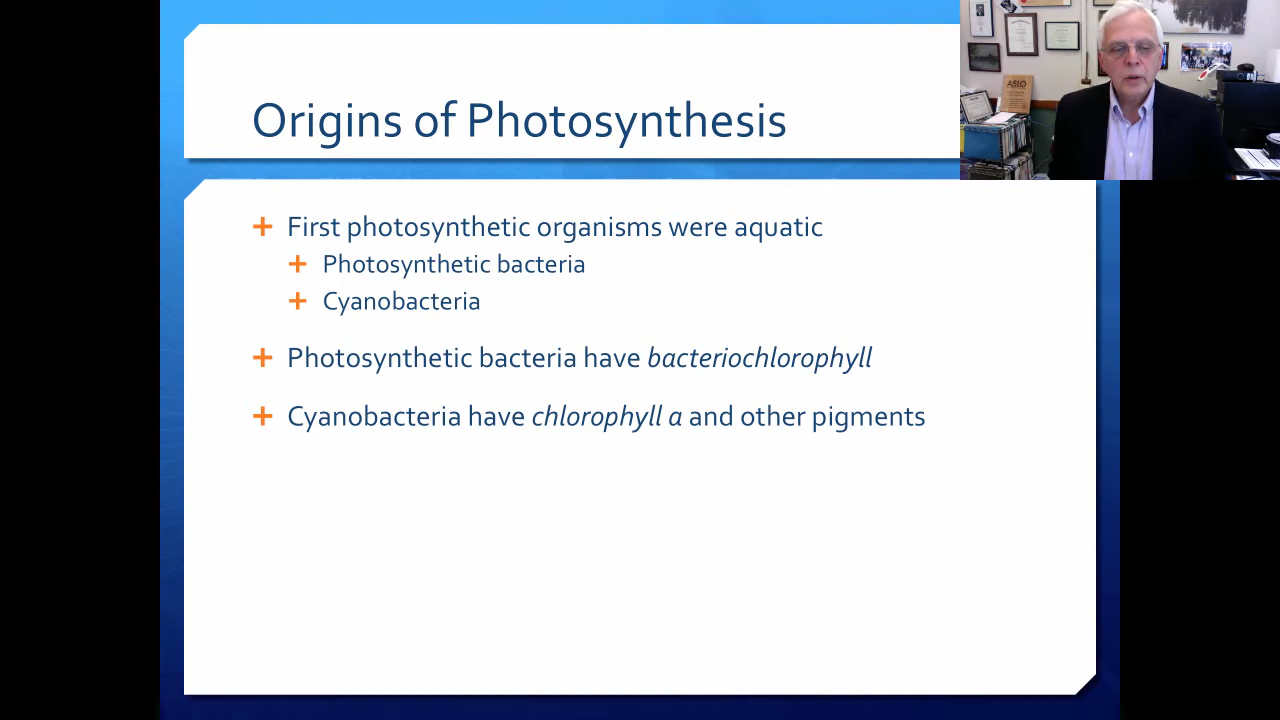 Origins of Photosynthesis
ASLO
First photosynthetic organisms were aquatic
Photosynthetic bacteria
Cyanobacteria
Photosynthetic bacteria have bacteriochlorophyll
Cyanobacteria have chlorophyll a and other pigments